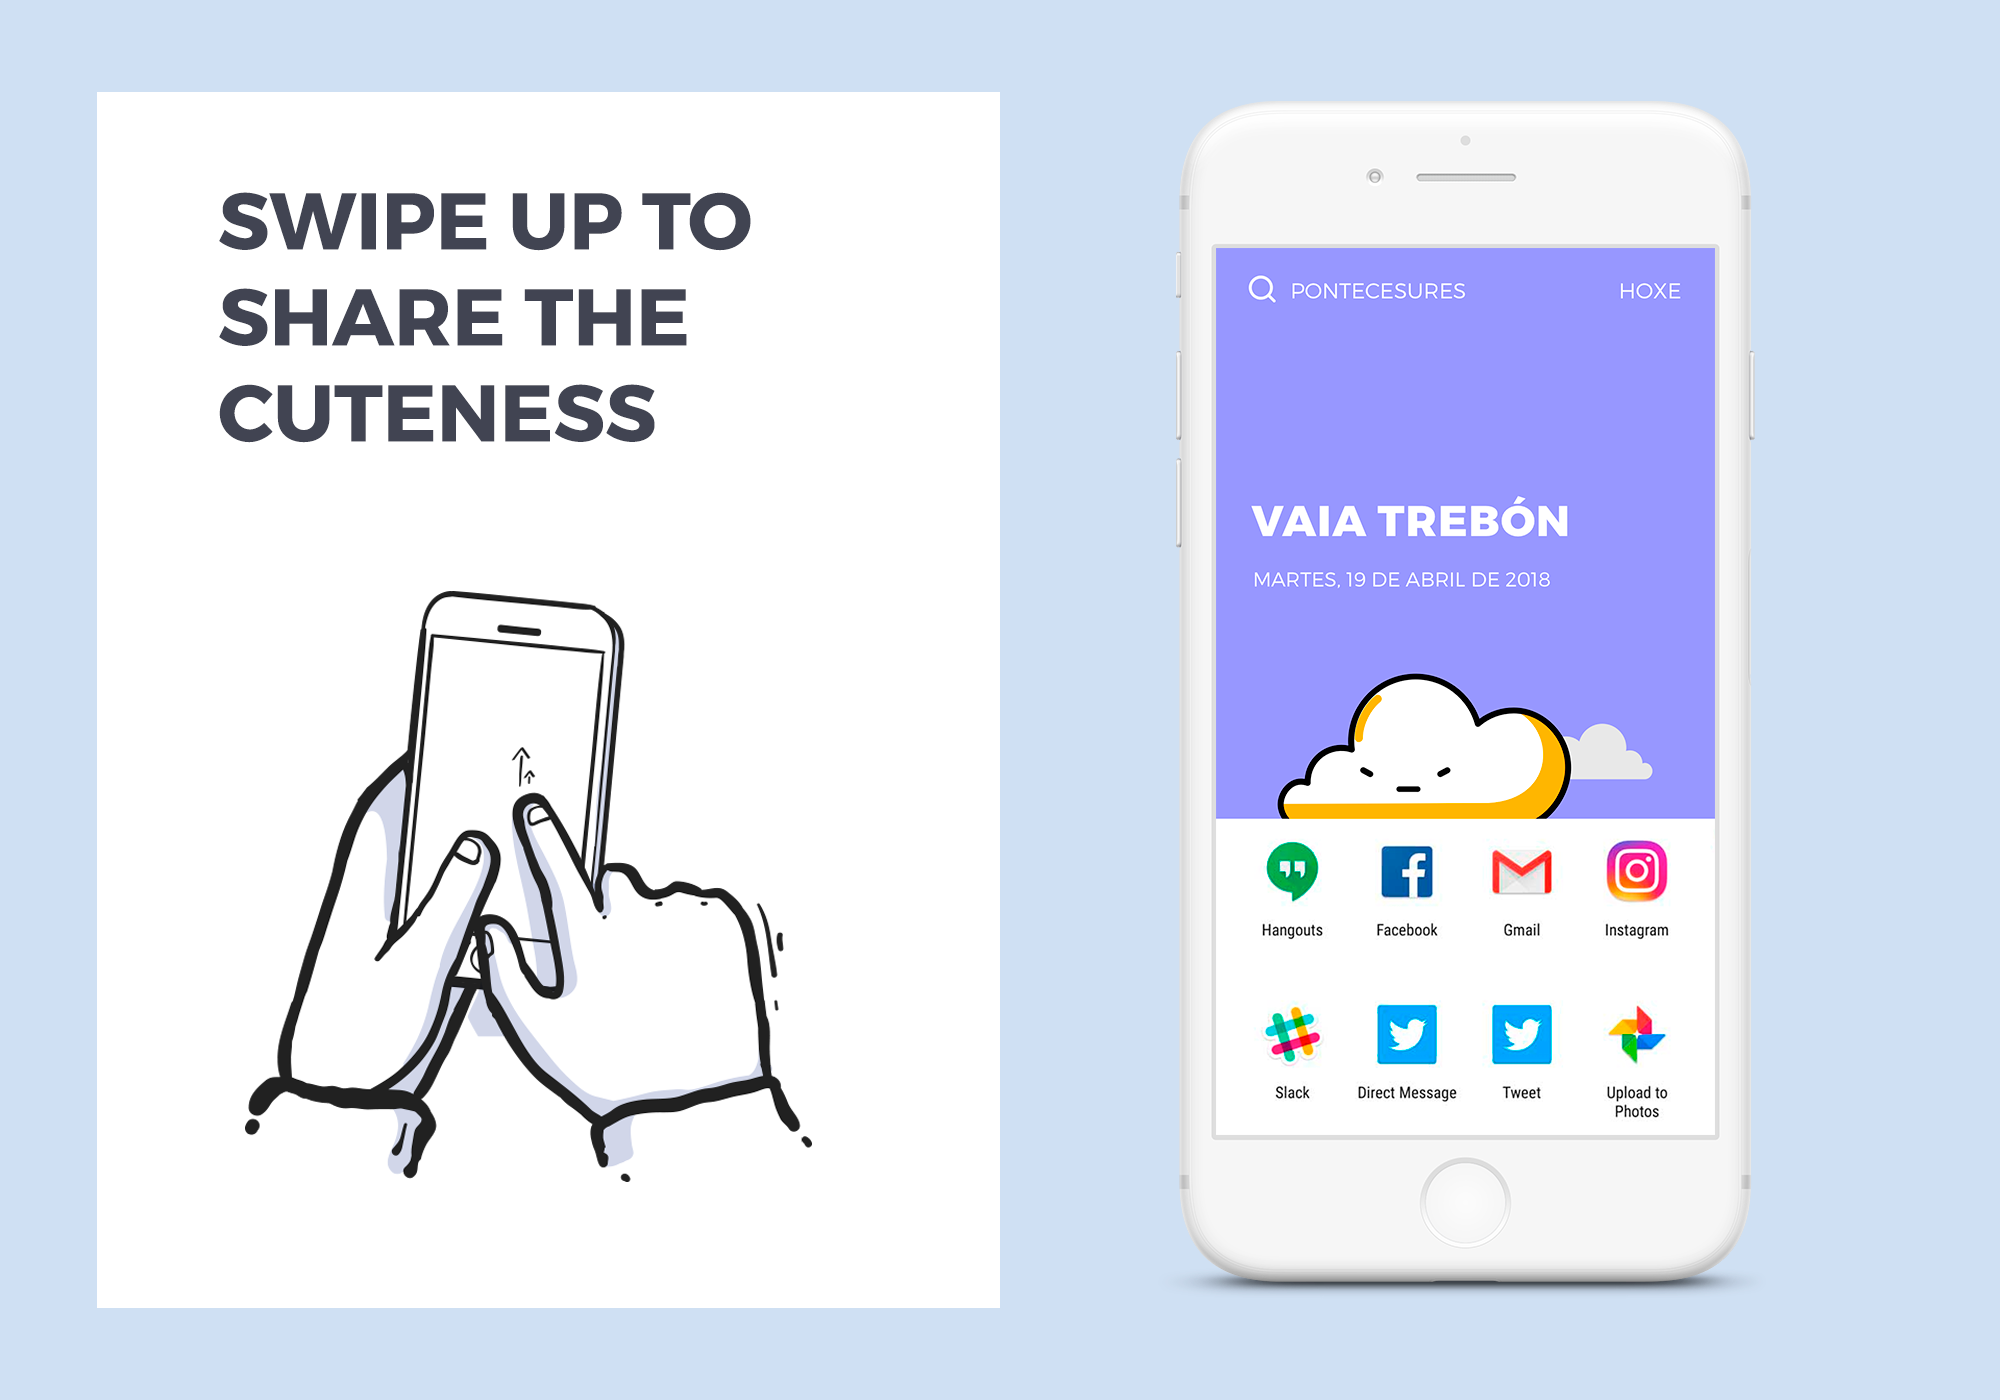 SWIPE UP TO
SHARE THE
CUTENESS
PONTECESURES
HOXE
VAIA TREBÓN
MARTES, 19 DE ABRIL DE 2018
Hangouts
Facebook
Gmail
Instagram
Slack
Direct Message
Tweet
Upload to
Photos